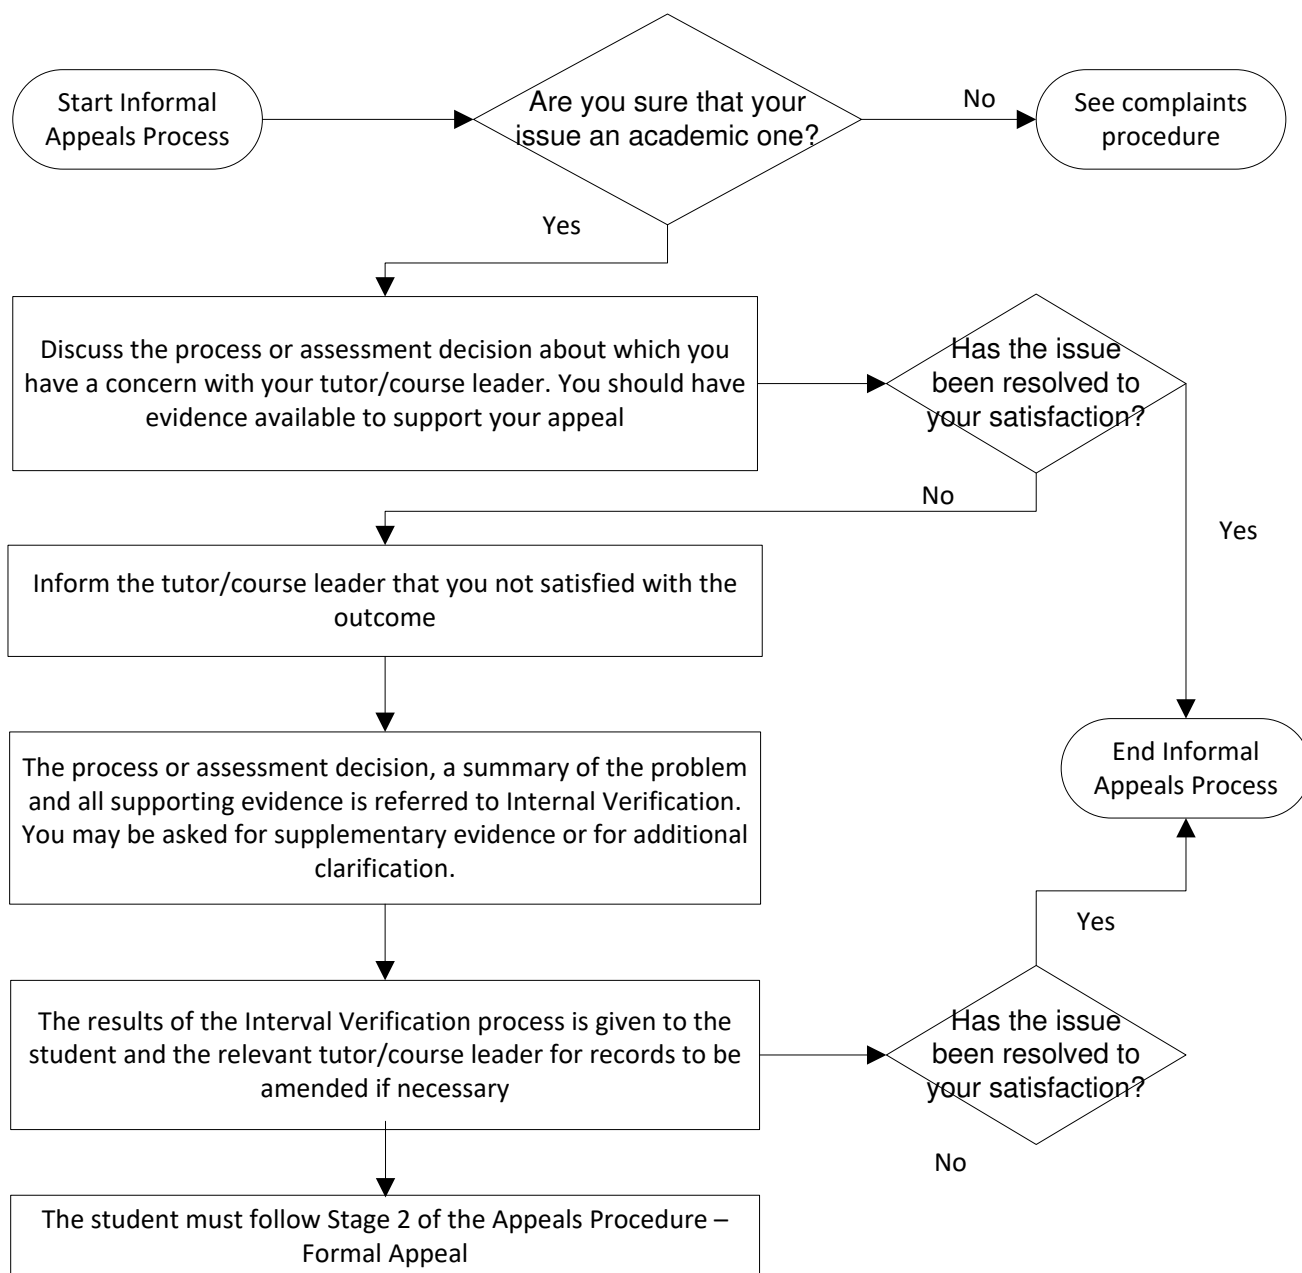 Start Informal
Appeals Process
Are you sure that your
issue an academic one?
No
See complaints
procedure
Yes
Discuss the process or assessment decision about which you
have a concern with your tutor/course leader. You should have
evidence available to support your appeal
Has the issue
been resolved to
your satisfaction?
No
Yes
Inform the tutor/course leader that you not satisfied with the
outcome
The process or assessment decision, a summary of the problem
and all supporting evidence is referred to Internal Verification.
You may be asked for supplementary evidence or for additional
clarification.
End Informal
Appeals Process
Yes
The results of the Interval Verification process is given to the
student and the relevant tutor/course leader for records to be
amended if necessary
Has the issue
been resolved to
your satisfaction?
No
The student must follow Stage 2 of the Appeals Procedure –
Formal Appeal